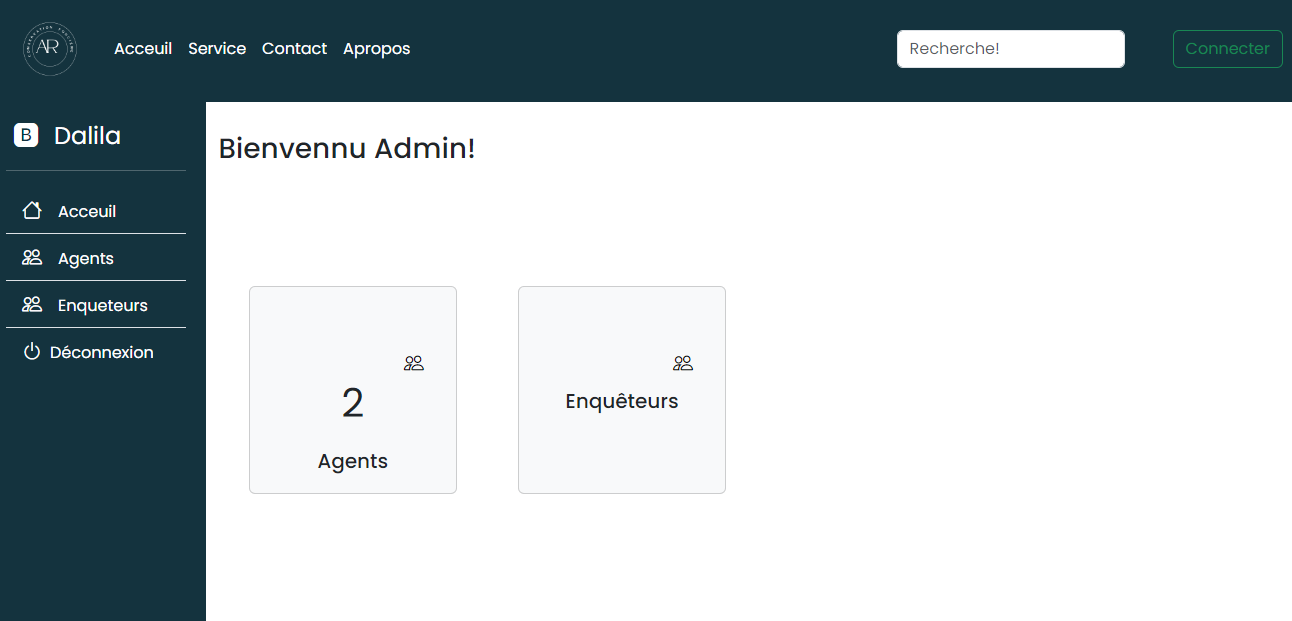 AR
Acceuil Service Contact Apropos
Recherche!
Connecter
B Dalila
Acceuil
Agents
Enqueteurs
Déconnexion
Bienvennu Admin!
2
Agents
Enquêteurs